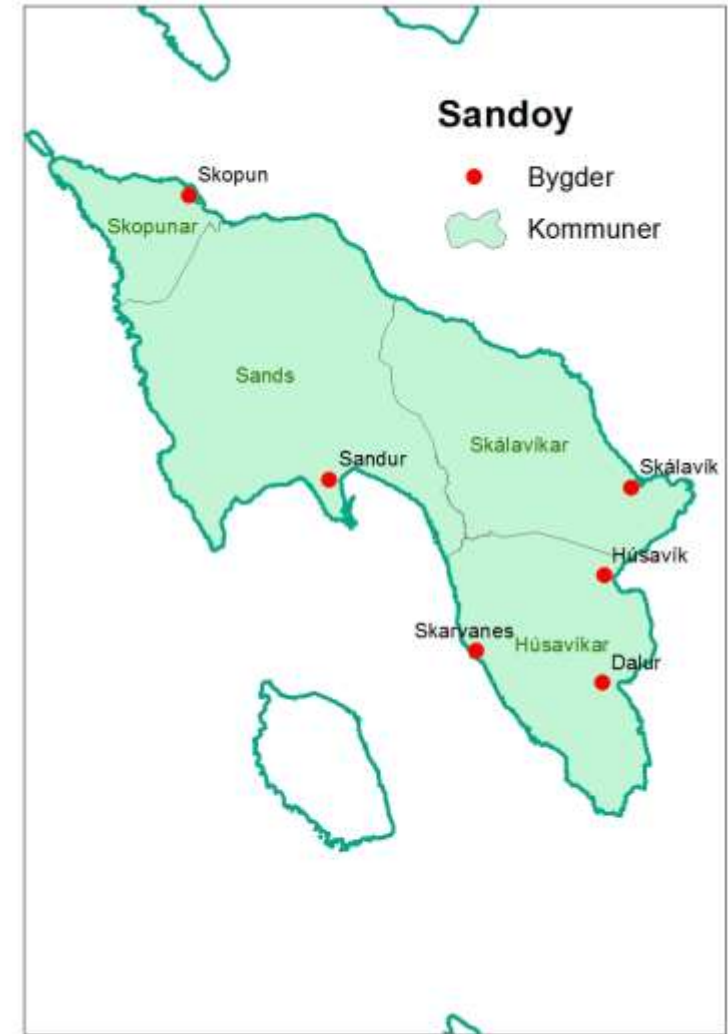 Sandoy
Bygder
Kommuner
Skopun
Skopunar
Sands
Sandur
Skálavíkar
Skálavík
Húsavík
Skarvanes
Húsavíkar
Dalur